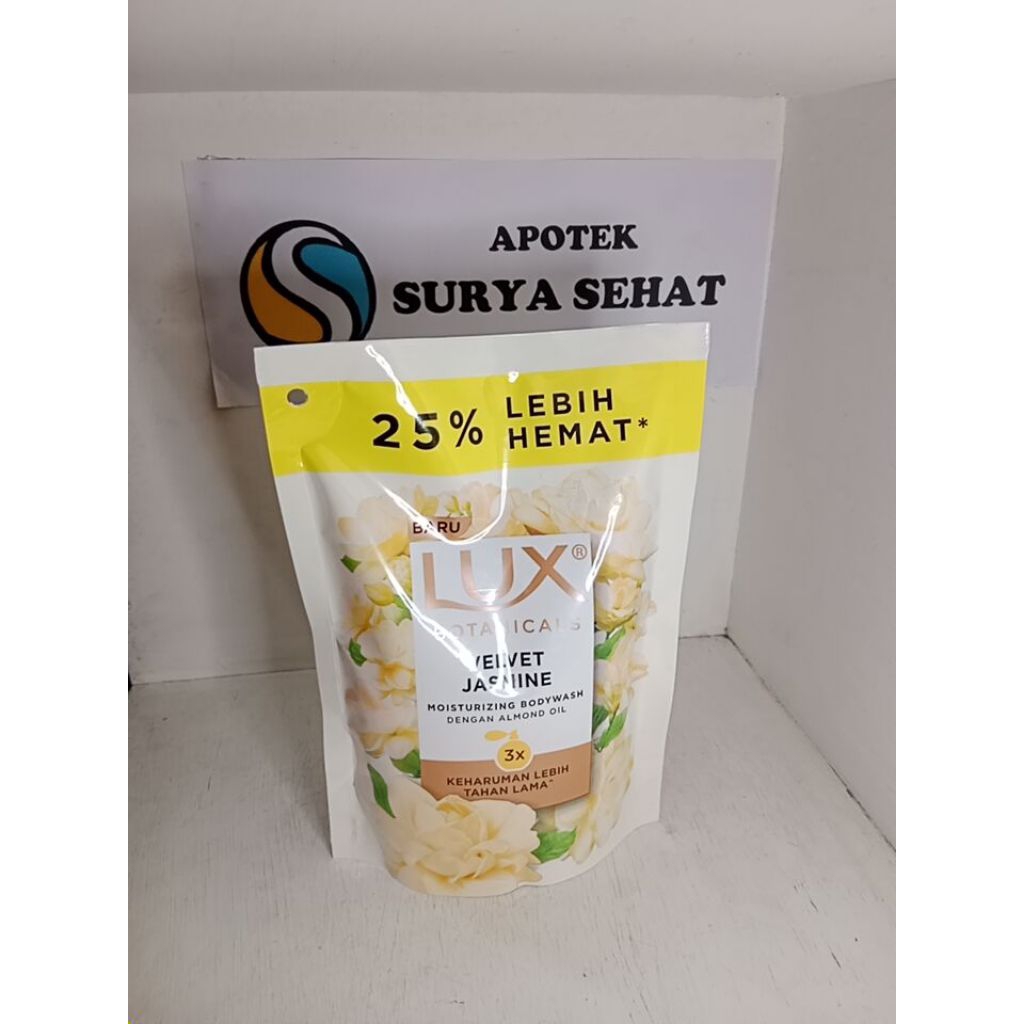 APOTEK
SURYA SEHAT
25% LEBIH
HEMAT*
BARU
LUX®
BOTANICALS
VELVET
JASMINE
MOISTURIZING BODYWASH
DENGAN ALMOND OIL
3x
KEHARUMAN LEBIH
TAHAN LAMA^